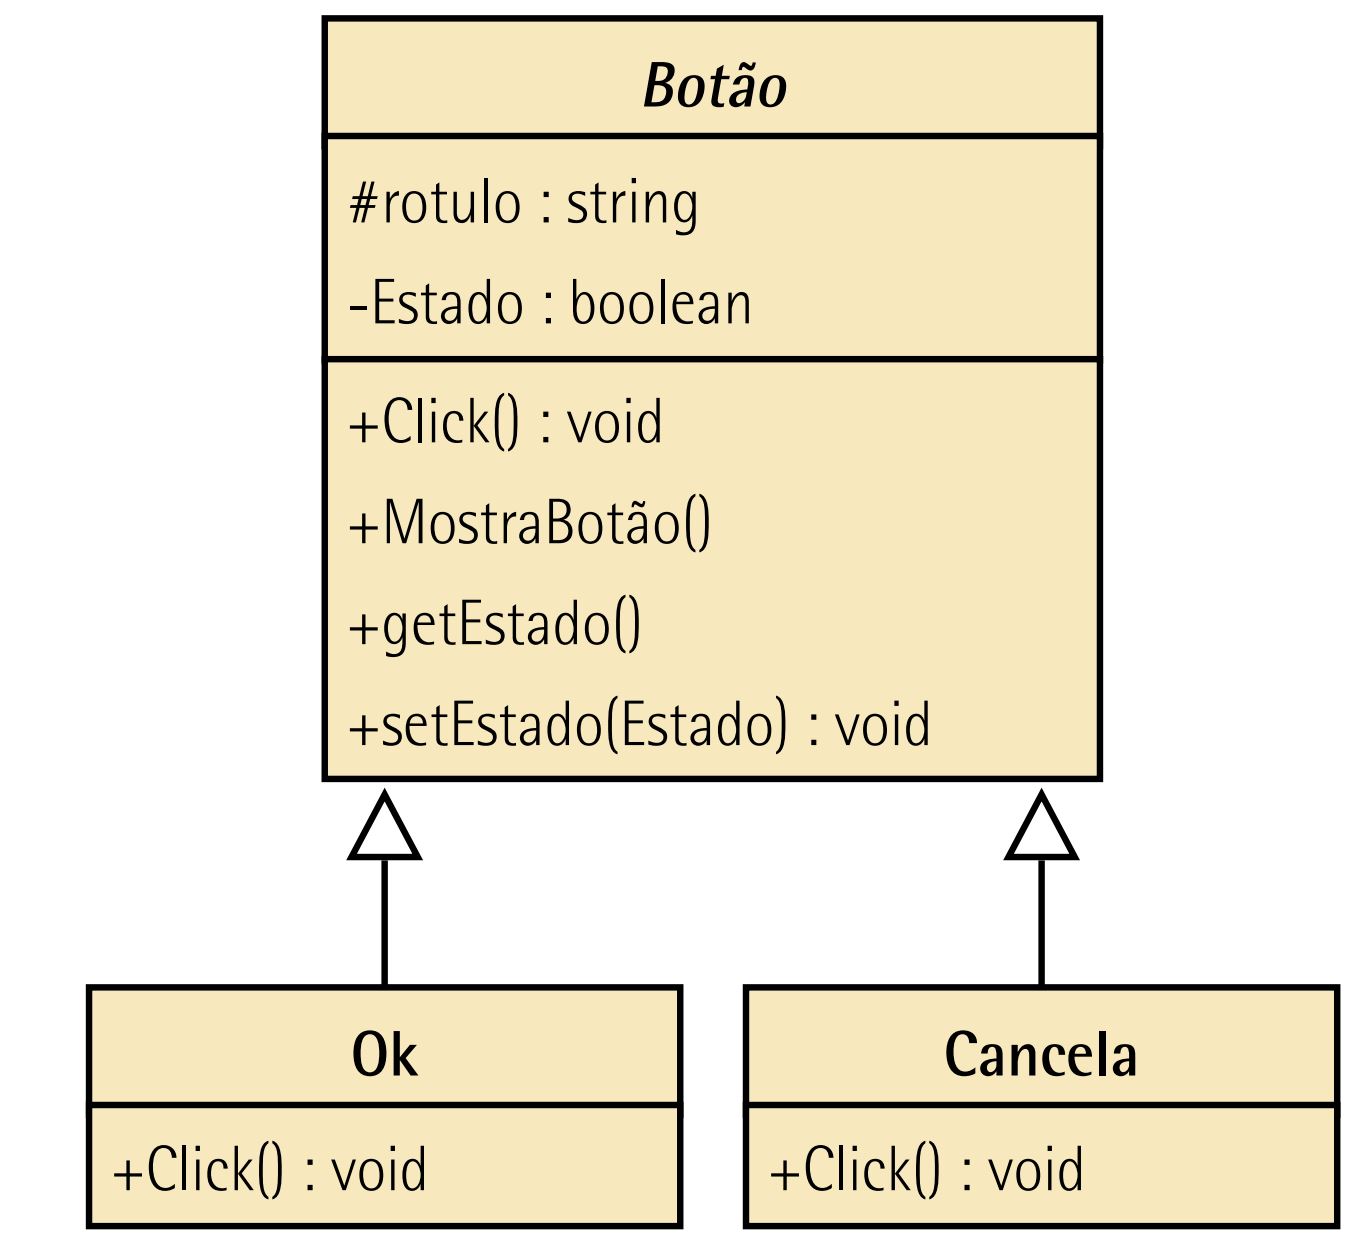 Botão
#rotulo : string
-Estado : boolean
+Click() : void
+MostraBotão()
+getEstado()
+setEstado(Estado) : void
Ok
Cancela
+Click() : void
+Click() : void